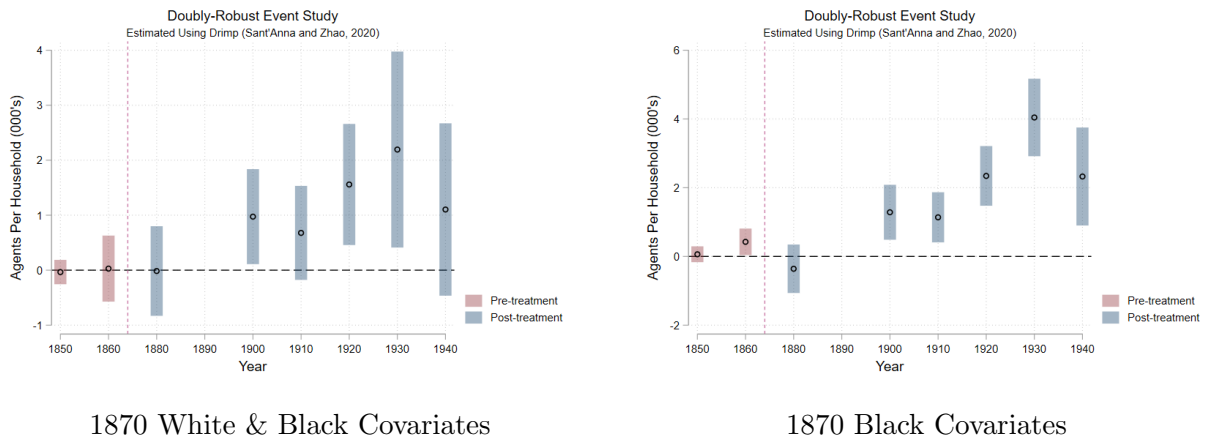 Doubly-Robust Event Study
Estimated Using Drimp (Sant'Anna and Zhao, 2020)
Agents Per Household (000's)
4
3
2
1
0
-1
1850 1860 1880 1890 1900 1910 1920 1930 1940
Year
Pre-treatment
Post-treatment
1870 White & Black Covariates
Doubly-Robust Event Study
Estimated Using Drimp (Sant'Anna and Zhao, 2020)
Agents Per Household (000's)
6
4
2
0
-2
1850 1860 1880 1890 1900 1910 1920 1930 1940
Year
Pre-treatment
Post-treatment
1870 Black Covariates